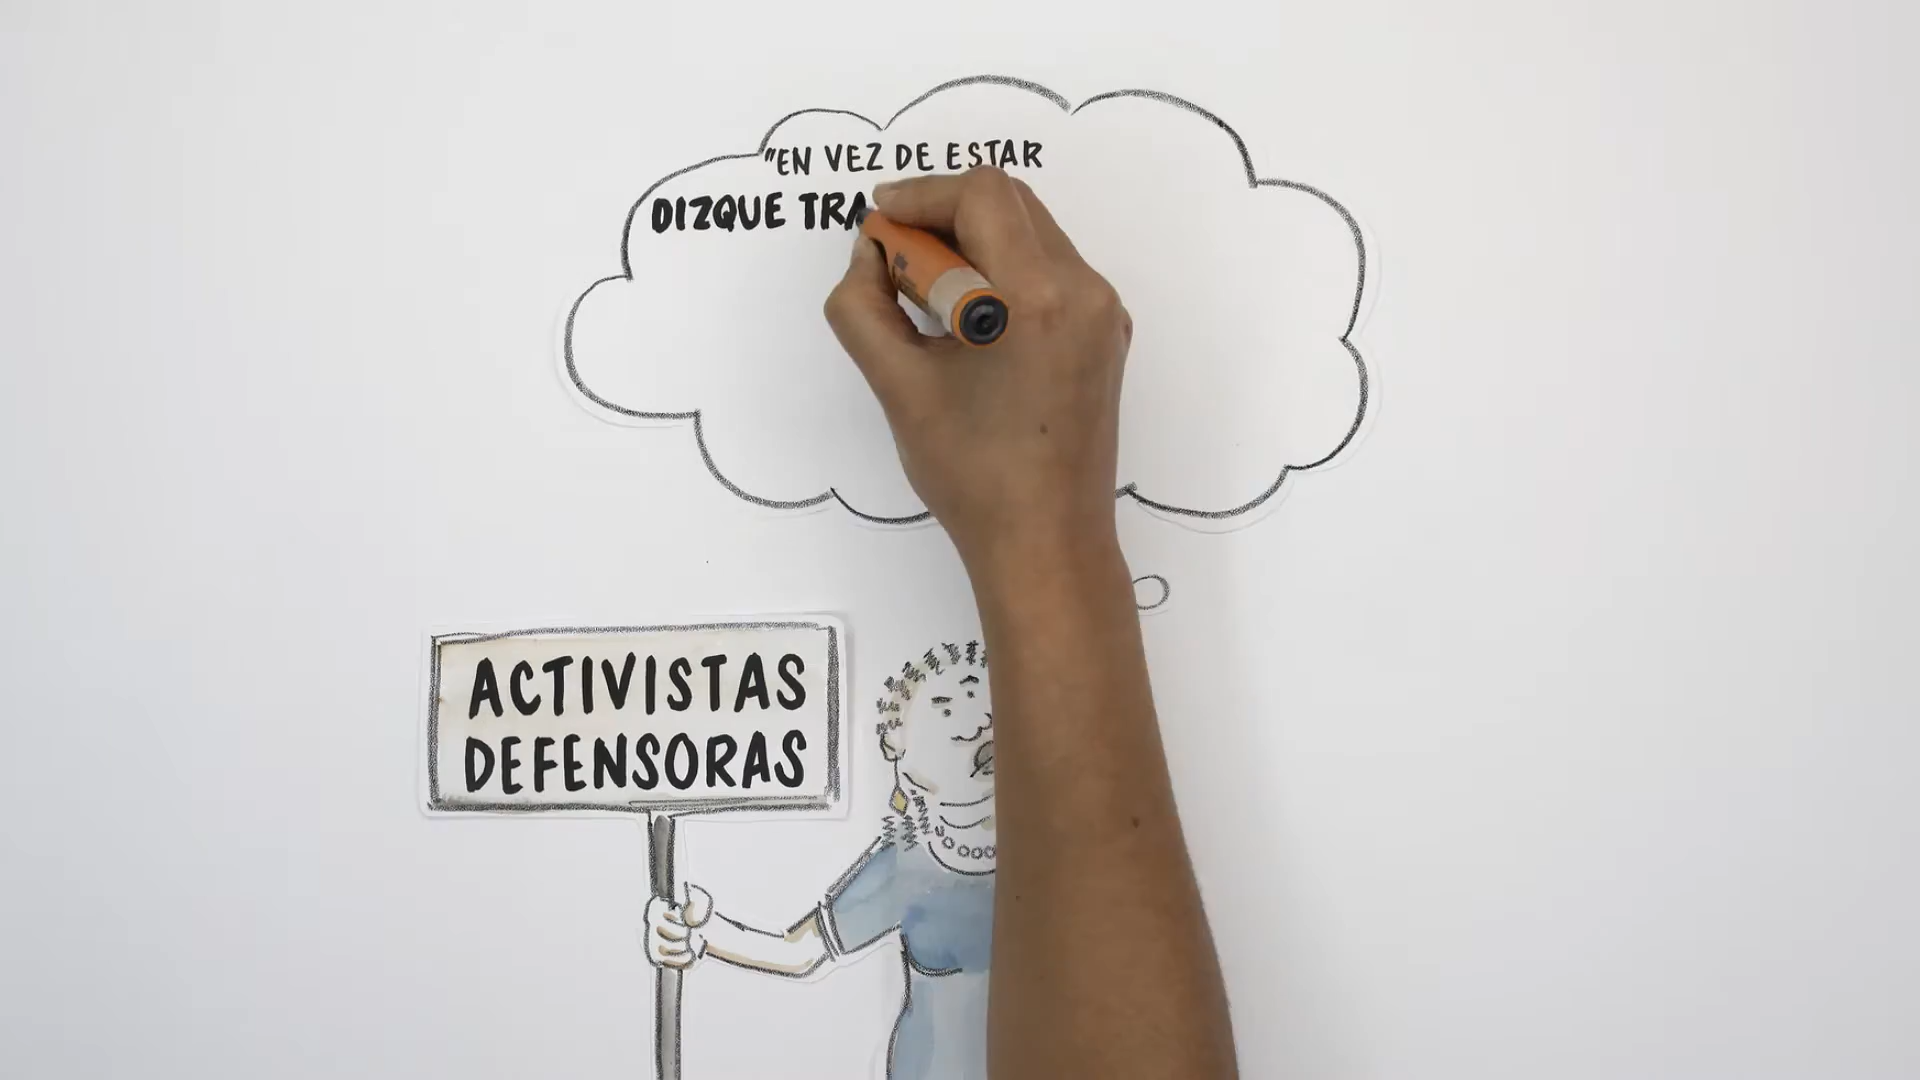 "EN VEZ DE ESTAR
DIZQUE TRA
ACTIVISTAS
DEFENSORAS